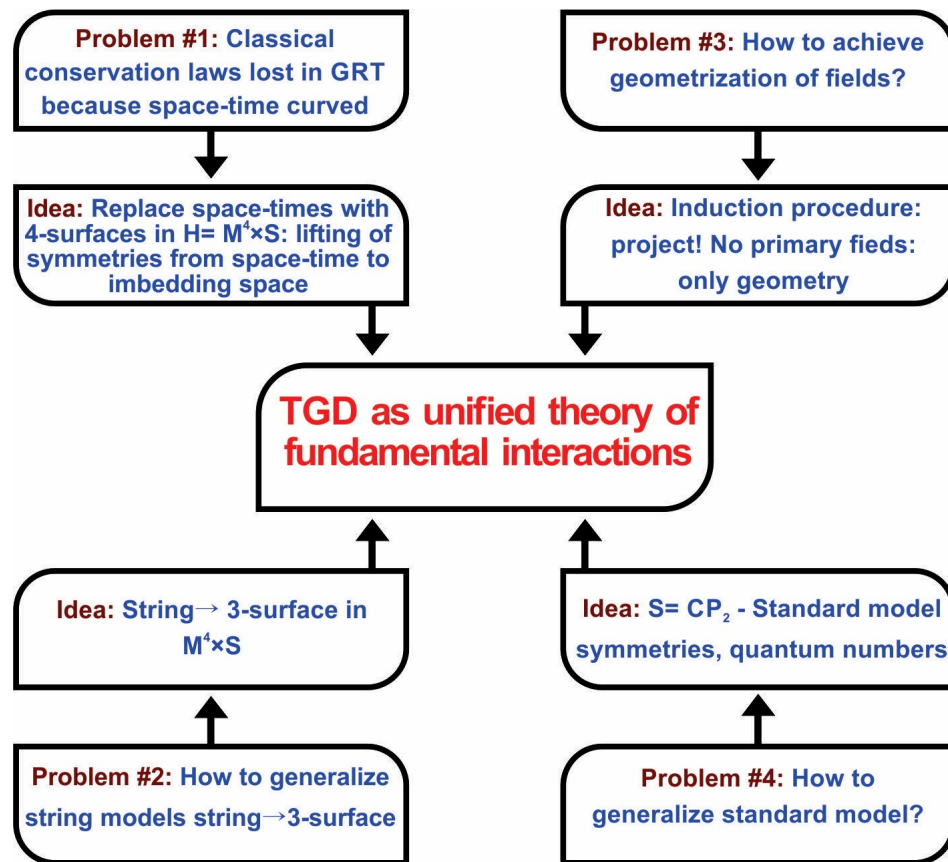 Problem #1: Classical
conservation laws lost in GRT
because space-time curved
Problem #3: How to achieve
geometrization of fields?
Idea: Replace space-times with
4-surfaces in H= M⁴×S: lifting of
symmetries from space-time to
imbedding space
Idea: Induction procedure:
project! No primary fieds:
only geometry
TGD as unified theory of
fundamental interactions
Idea: String→ 3-surface in
M⁴×S
Idea: S= CP₂ - Standard model
symmetries, quantum numbers
Problem #2: How to generalize
string models string→3-surface
Problem #4: How to
generalize standard model?